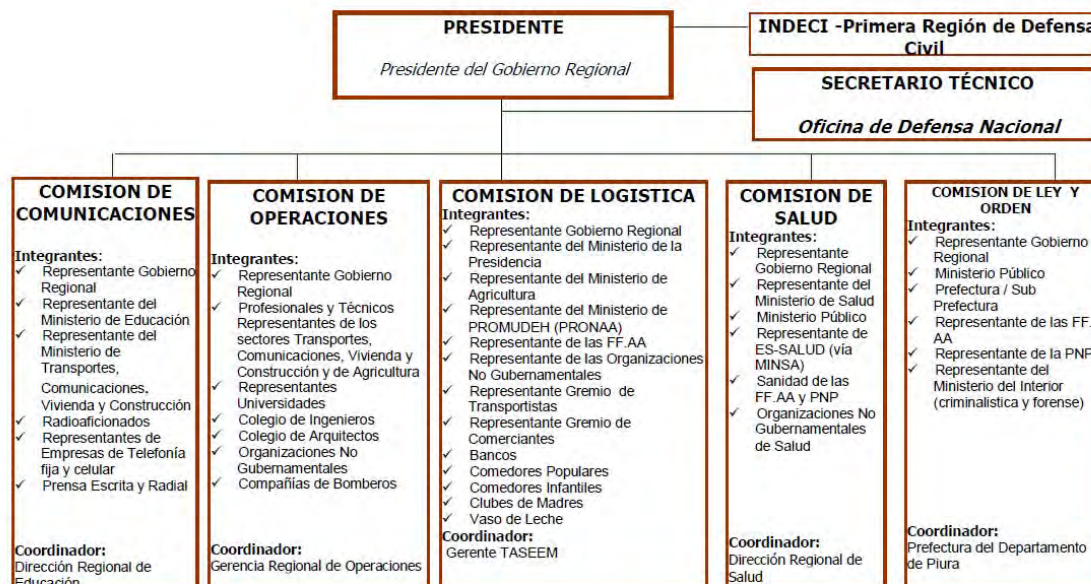 PRESIDENTE
Presidente del Gobierno Regional
INDECI -Primera Región de Defensa
Civil
SECRETARIO TÉCNICO
Oficina de Defensa Nacional
COMISION DE
COMUNICACIONES
Integrantes:
✓ Representante Gobierno
Regional
✓ Representante del
Ministerio de Educación
✓ Representante del
Ministerio de
Transportes,
Comunicaciones,
Vivienda y Construcción
✓ Radioaficionados
✓ Representantes de
Empresas de Telefonía
fija y celular
✓ Prensa Escrita y Radial
Coordinador:
Dirección Regional de
Educación
COMISION DE
OPERACIONES
Integrantes:
✓ Representante Gobierno
Regional
✓ Profesionales y Técnicos
Representantes de los
sectores Transportes,
Comunicaciones, Vivienda y
Construcción y de Agricultura
✓ Representantes
Universidades
✓ Colegio de Ingenieros
✓ Colegio de Arquitectos
✓ Organizaciones No
Gubernamentales
✓ Compañías de Bomberos
Coordinador:
Gerencia Regional de Operaciones
COMISION DE LOGISTICA
Integrantes:
✓ Representante Gobierno Regional
✓ Representante del Ministerio de la
Presidencia
✓ Representante del Ministerio de
Agricultura
✓ Representante del Ministerio de
PROMUDEH (PRONAA)
✓ Representante de las FF.AA
✓ Representante de las Organizaciones
No Gubernamentales
✓ Representante Gremio de
Transportistas
✓ Representante Gremio de
Comerciantes
✓ Bancos
✓ Comedores Populares
✓ Comedores Infantiles
✓ Clubes de Madres
✓ Vaso de Leche
Coordinador:
Gerente TASEEM
COMISION DE
SALUD
Integrantes:
✓ Representante
Gobierno Regional
✓ Representante del
Ministerio de Salud
✓ Ministerio Público
✓ Representante de
ES-SALUD (vía
MINSA)
✓ Sanidad de las
FF.AA y PNP
✓ Organizaciones No
Gubernamentales
de Salud
Coordinador:
Dirección Regional de
Salud
COMISION DE LEY Y
ORDEN
Integrantes:
✓ Representante Gobierno
Regional
✓ Ministerio Público
✓ Prefectura / Sub
Prefectura
✓ Representante de las FF.
AA
✓ Representante de la PNP
✓ Representante del
Ministerio del Interior
(criminalistica y forense)
Coordinador:
Prefectura del Departamento
de Piura